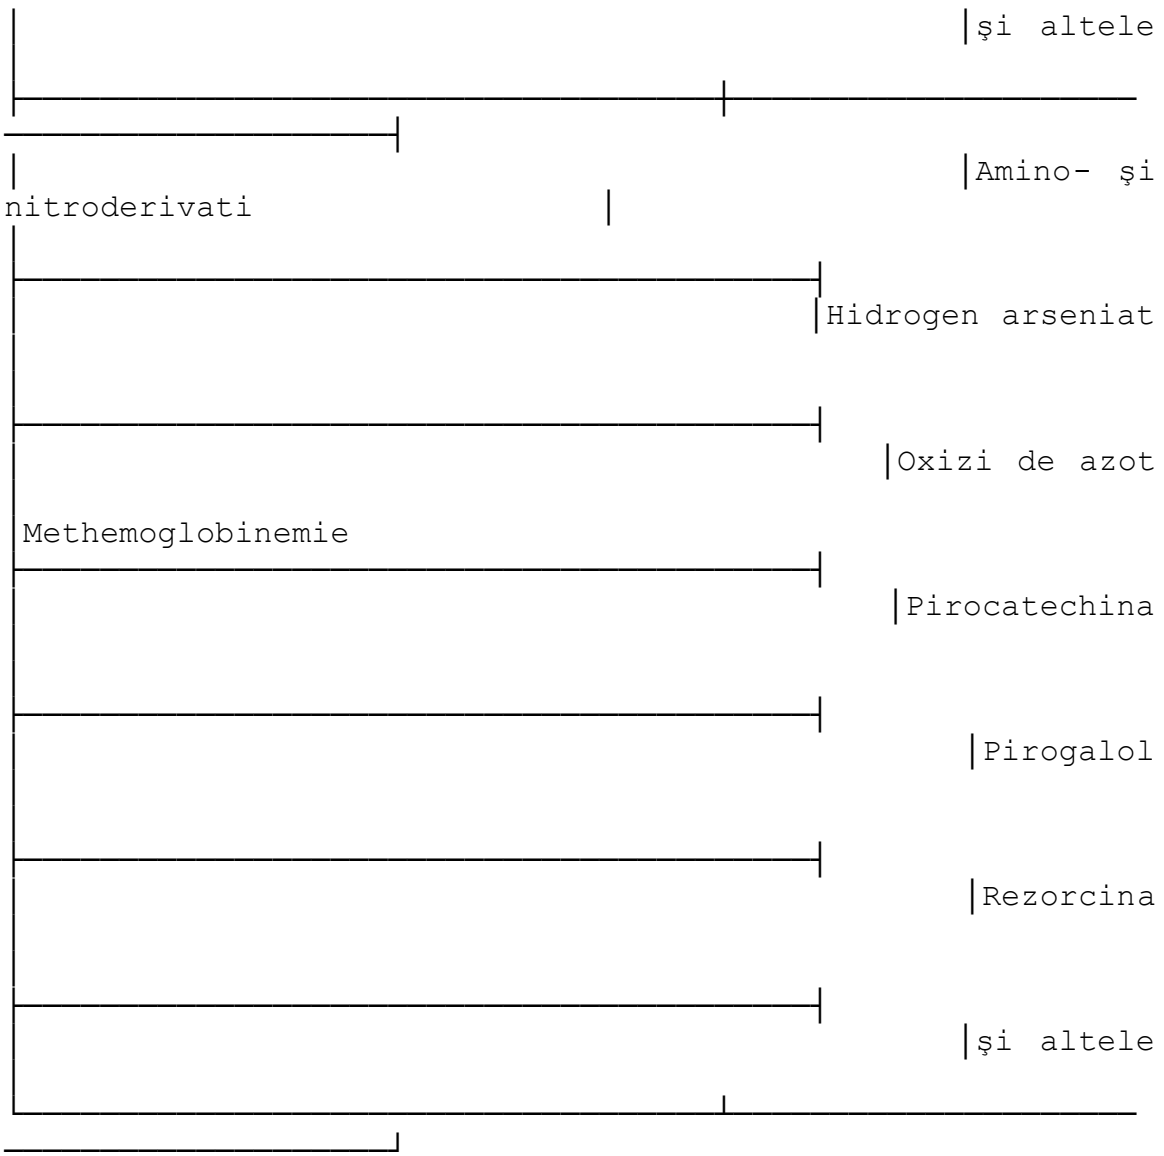 şi altele
Amino- şi
nitroderivati
Hidrogen arseniat
Oxizi de azot
Methemoglobinemie
Pirocatechina
Pirogalol
Rezorcina
şi altele